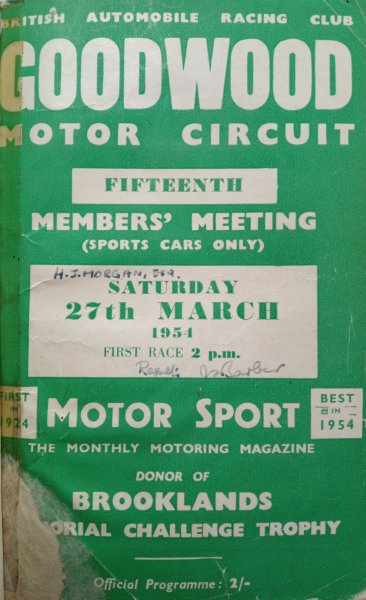 BRITISH AUTOMOBILE RACING CLUB
GOODWOOD
MOTOR CIRCUIT
FIFTEENTH
MEMBERS' MEETING
(SPORTS CARS ONLY)
H.J. MORGAN, ESQ.
SATURDAY
27th MARCH
1954
FIRST RACE 2 p.m.
Barber
FIRST IN 1924
MOTOR SPORT
BEST IN 1954
THE MONTHLY MOTORING MAGAZINE
DONOR OF
BROOKLANDS
ORIAL CHALLENGE TROPHY
Official Programme: 2/-